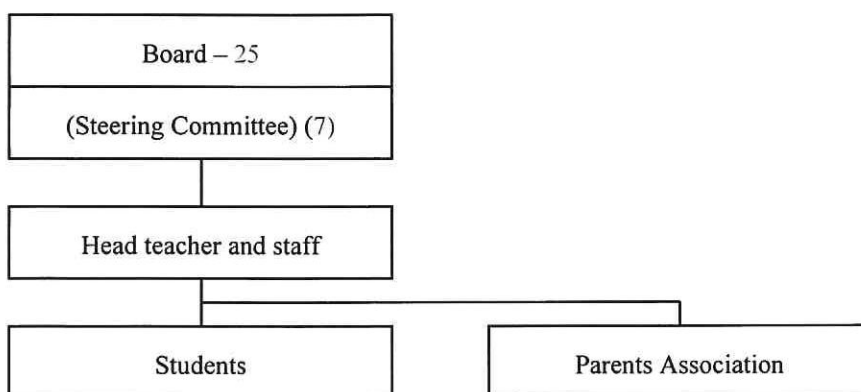 Board – 25
(Steering Committee) (7)
Head teacher and staff
Students
Parents Association